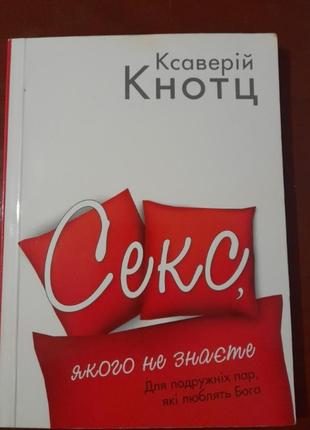 Ксаверій
Кнотц
Секс,
якого не знаєте
Для подружніх пар,
які люблять Бога